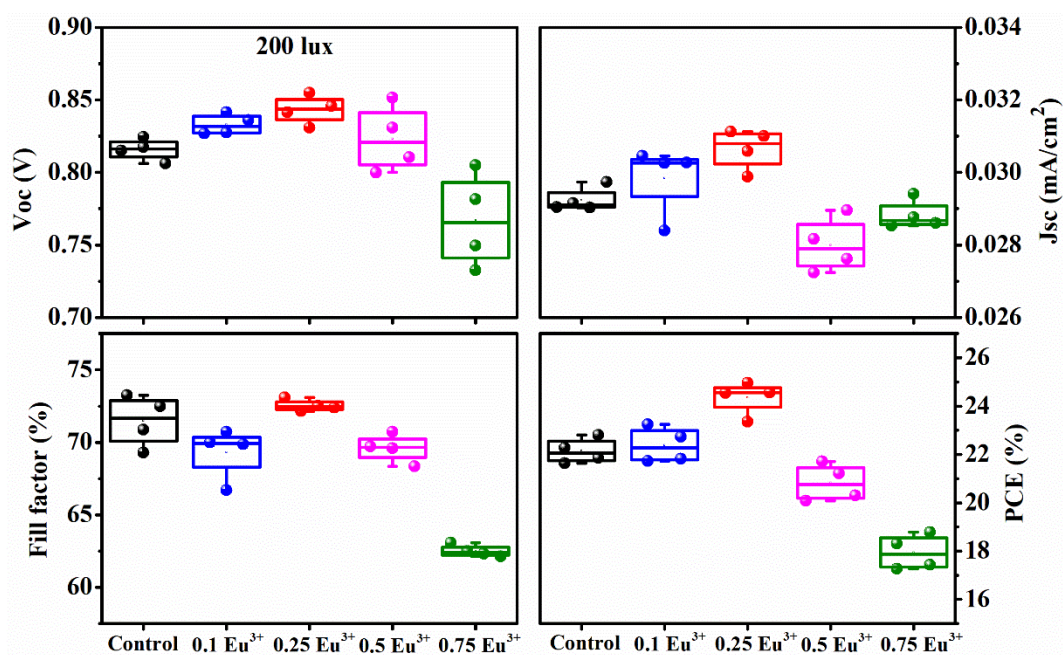 200 lux
Voc (V)
0.90
0.85
0.80
0.75
0.70
Jsc (mA/cm²)
0.034
0.032
0.030
0.028
0.026
Fill factor (%)
75
70
65
60
PCE (%)
26
24
22
20
18
16
Control 0.1 Eu³⁺ 0.25 Eu³⁺ 0.5 Eu³⁺ 0.75 Eu³⁺
Control 0.1 Eu³⁺ 0.25 Eu³⁺ 0.5 Eu³⁺ 0.75 Eu³⁺